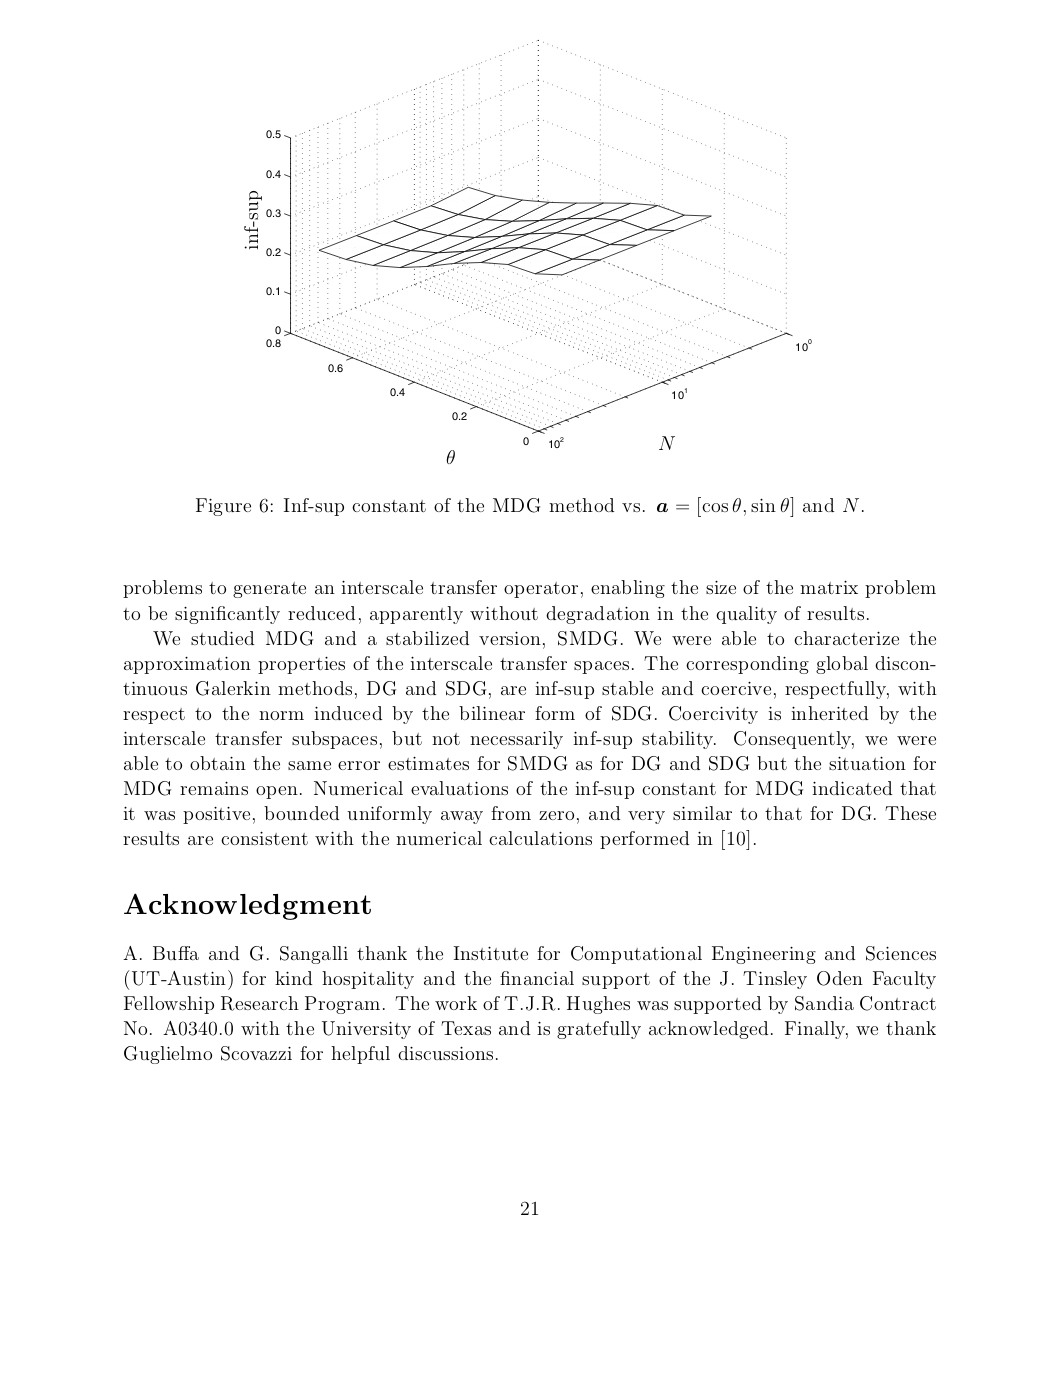 0.5
0.4
0.3
0.2
0.1
0
inf-sup
0.8
0.6
0.4
0.2
0
θ
10^2
10^1
10^0
N
Figure 6: Inf-sup constant of the MDG method vs. a = [cos θ, sin θ] and N.
problems to generate an interscale transfer operator, enabling the size of the matrix problem
to be significantly reduced, apparently without degradation in the quality of results.
We studied MDG and a stabilized version, SMDG. We were able to characterize the
approximation properties of the interscale transfer spaces. The corresponding global discon-
tinuous Galerkin methods, DG and SDG, are inf-sup stable and coercive, respectfully, with
respect to the norm induced by the bilinear form of SDG. Coercivity is inherited by the
interscale transfer subspaces, but not necessarily inf-sup stability. Consequently, we were
able to obtain the same error estimates for SMDG as for DG and SDG but the situation for
MDG remains open. Numerical evaluations of the inf-sup constant for MDG indicated that
it was positive, bounded uniformly away from zero, and very similar to that for DG. These
results are consistent with the numerical calculations performed in [10].
Acknowledgment
A. Buffa and G. Sangalli thank the Institute for Computational Engineering and Sciences
(UT-Austin) for kind hospitality and the financial support of the J. Tinsley Oden Faculty
Fellowship Research Program. The work of T.J.R. Hughes was supported by Sandia Contract
No. A0340.0 with the University of Texas and is gratefully acknowledged. Finally, we thank
Guglielmo Scovazzi for helpful discussions.
21